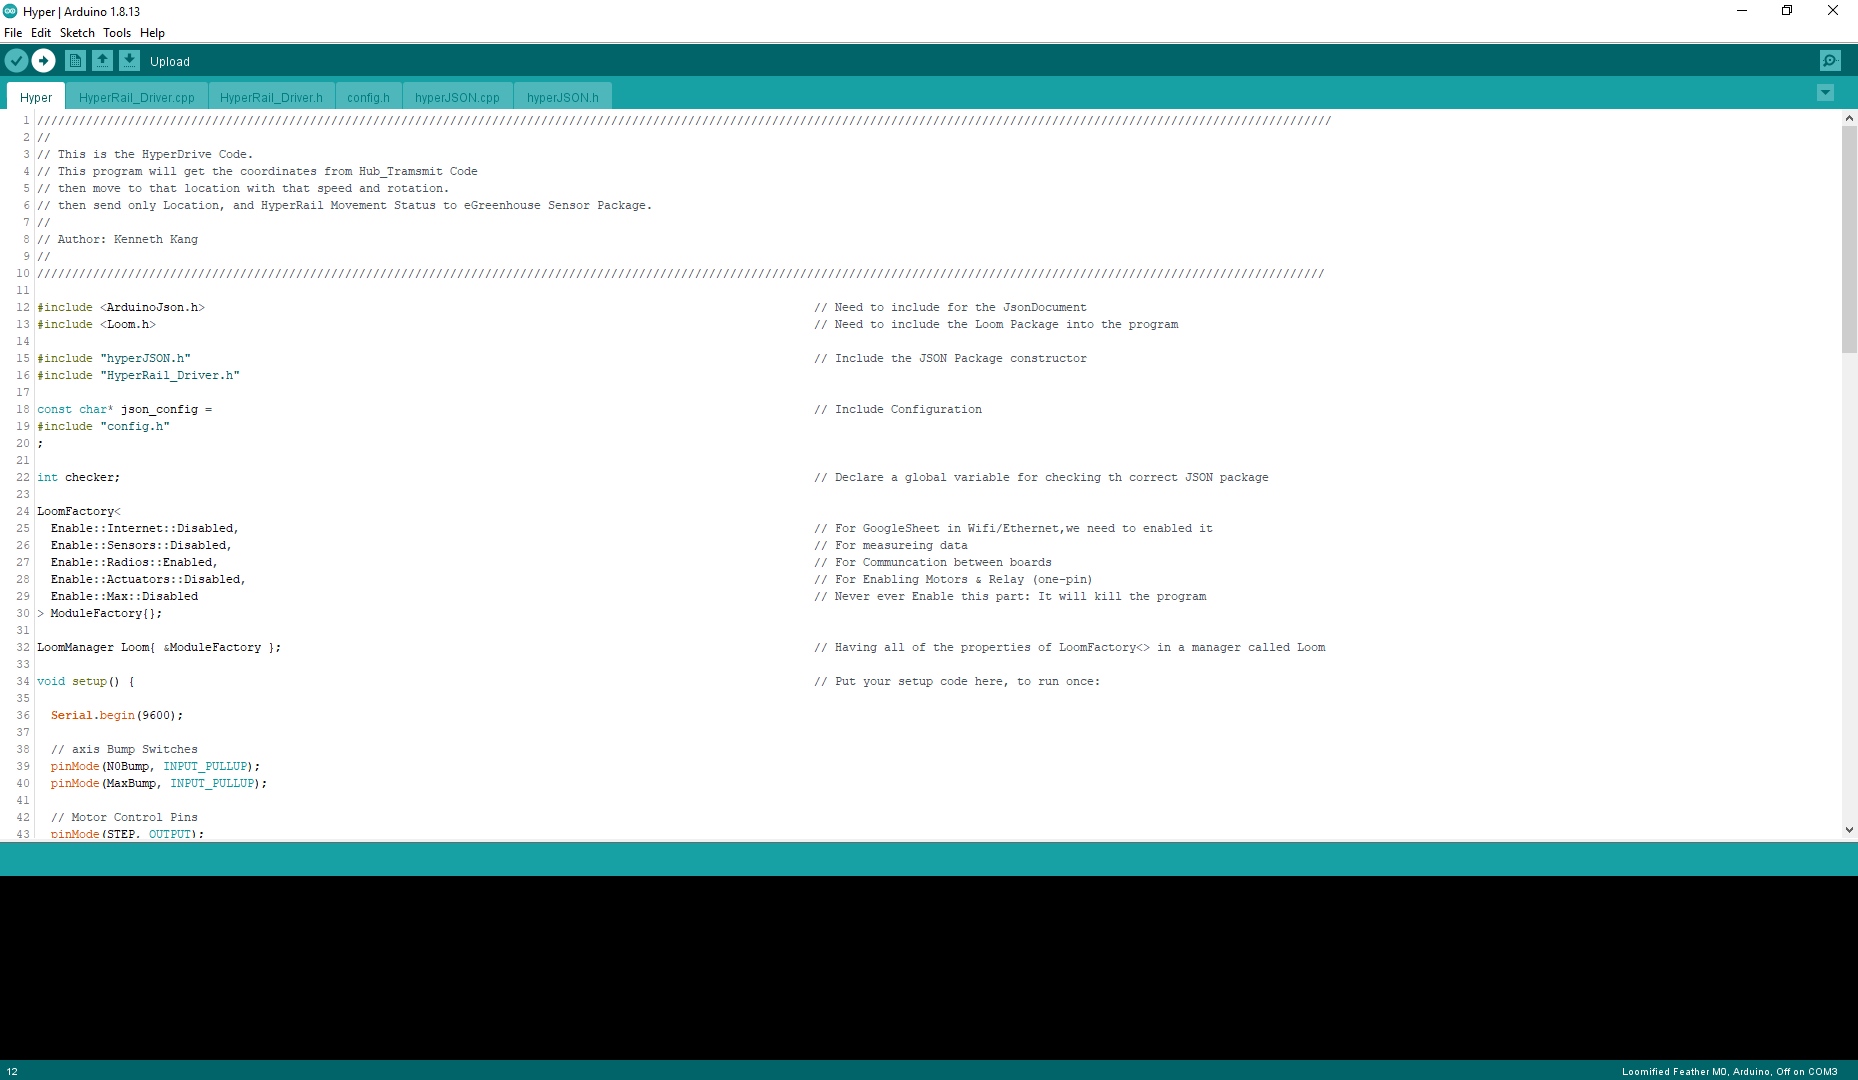 Hyper | Arduino 1.8.13
File Edit Sketch Tools Help
Upload
Hyper HyperRail_Driver.cpp HyperRail_Driver.h config.h hyperJSON.cpp hyperJSON.h
1 /////////////////////////////////////////////////////////////////////////////////////////////////////////////////////////////////////////////////////////////////////////////////////////
2 //
3 // This is the HyperDrive Code.
4 // This program will get the coordinates from Hub_Tramsmit Code
5 // then move to that location with that speed and rotation.
6 // then send only Location, and HyperRail Movement Status to eGreenhouse Sensor Package.
7 //
8 // Author: Kenneth Kang
9 //
10 ////////////////////////////////////////////////////////////////////////////////////////////////////////////////////////////////////////////////////////////////////////////////////////
11
12 #include <ArduinoJson.h> // Need to include for the JsonDocument
13 #include <Loom.h> // Need to include the Loom Package into the program
14
15 #include "hyperJSON.h" // Include the JSON Package constructor
16 #include "HyperRail_Driver.h"
17
18 const char* json_config = // Include Configuration
19 #include "config.h"
20 ;
21
22 int checker; // Declare a global variable for checking th correct JSON package
23
24 LoomFactory<
25 Enable::Internet::Disabled, // For GoogleSheet in Wifi/Ethernet,we need to enabled it
26 Enable::Sensors::Disabled, // For measureing data
27 Enable::Radios::Enabled, // For Communcation between boards
28 Enable::Actuators::Disabled, // For Enabling Motors & Relay (one-pin)
29 Enable::Max::Disabled // Never ever Enable this part: It will kill the program
30 > ModuleFactory{};
31
32 LoomManager Loom{ &ModuleFactory }; // Having all of the properties of LoomFactory<> in a manager called Loom
33
34 void setup() { // Put your setup code here, to run once:
35
36 Serial.begin(9600);
37
38 // axis Bump Switches
39 pinMode(N0Bump, INPUT_PULLUP);
40 pinMode(MaxBump, INPUT_PULLUP);
41
42 // Motor Control Pins
43 pinMode(STEP, OUTPUT);
12 Loomified Feather M0, Arduino, Off on COM3